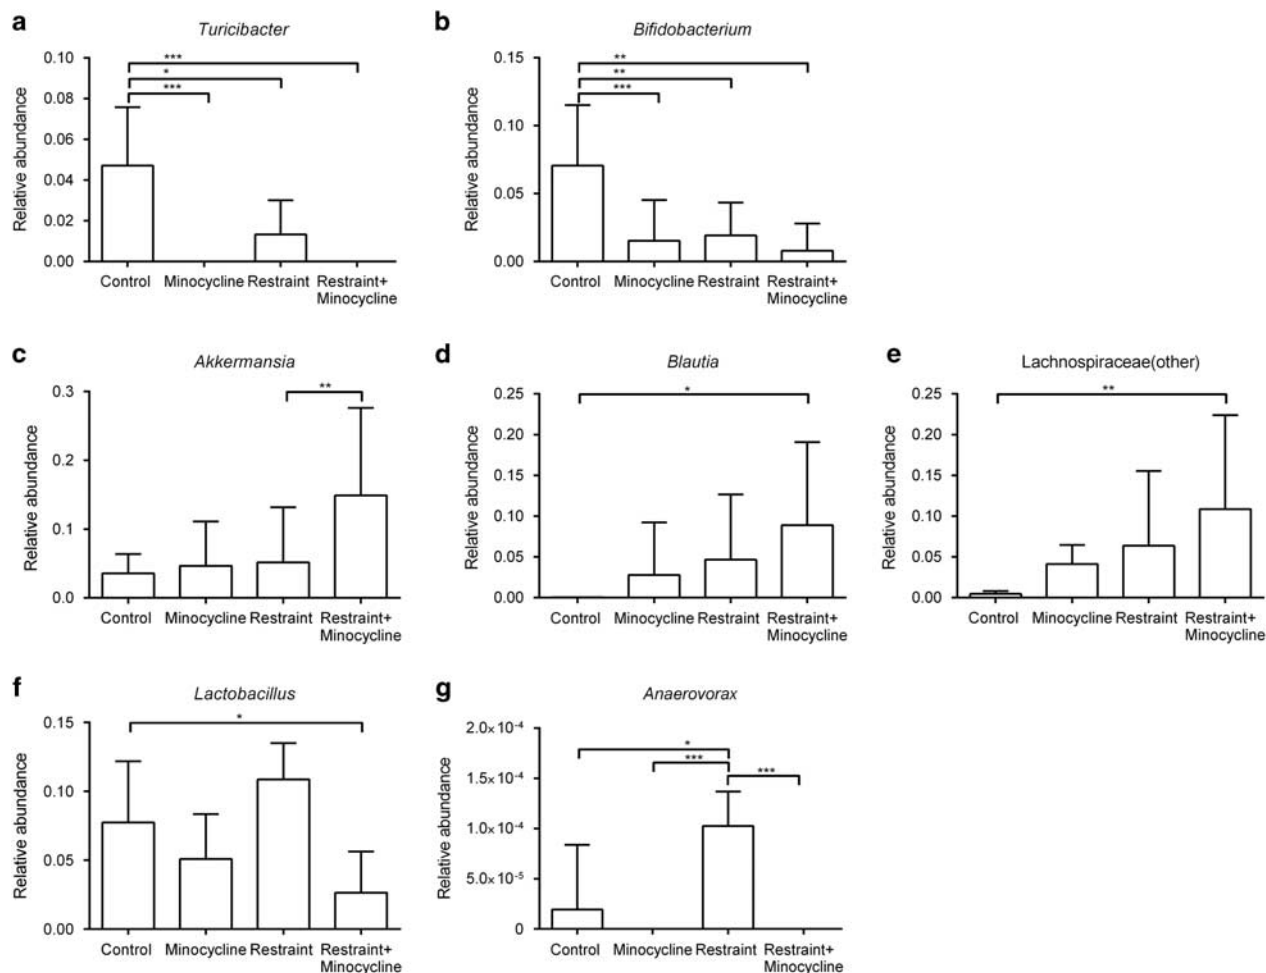 a
Turicibacter
Relative abundance
0.10
0.08
0.06
0.04
0.02
0.00
***
*
***
Control Minocycline Restraint Restraint+
Minocycline
b
Bifidobacterium
Relative abundance
0.15
0.10
0.05
0.00
**
**
***
Control Minocycline Restraint Restraint+
Minocycline
c
Akkermansia
Relative abundance
0.3
0.2
0.1
0.0
**
Control Minocycline Restraint Restraint+
Minocycline
d
Blautia
Relative abundance
0.25
0.20
0.15
0.10
0.05
0.00
*
Control Minocycline Restraint Restraint+
Minocycline
e
Lachnospiraceae(other)
Relative abundance
0.25
0.20
0.15
0.10
0.05
0.00
**
Control Minocycline Restraint Restraint+
Minocycline
f
Lactobacillus
Relative abundance
0.15
0.10
0.05
0.00
*
Control Minocycline Restraint Restraint+
Minocycline
g
Anaerovorax
Relative abundance
2.0×10⁻⁴
1.5×10⁻⁴
1.0×10⁻⁴
5.0×10⁻⁵
0
*
***
***
Control Minocycline Restraint Restraint+
Minocycline